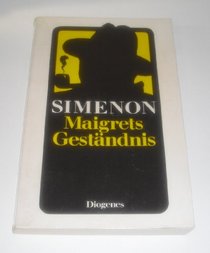 SIMENON
Maigrets
Geständnis
Diogenes